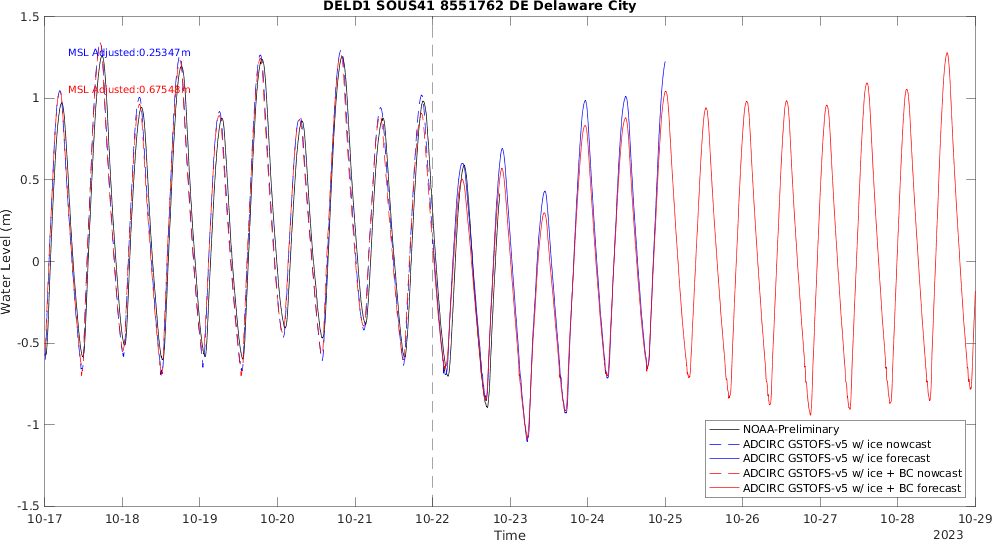 DELD1 SOUS41 8551762 DE Delaware City
1.5
1
0.5
0
-0.5
-1
-1.5
Water Level (m)
MSL Adjusted:0.25347m
MSL Adjusted:0.67548m
NOAA-Preliminary
ADCIRC GSTOFS-v5 w/ ice nowcast
ADCIRC GSTOFS-v5 w/ ice forecast
ADCIRC GSTOFS-v5 w/ ice + BC nowcast
ADCIRC GSTOFS-v5 w/ ice + BC forecast
10-17 10-18 10-19 10-20 10-21 10-22 10-23 10-24 10-25 10-26 10-27 10-28 10-29
Time
2023